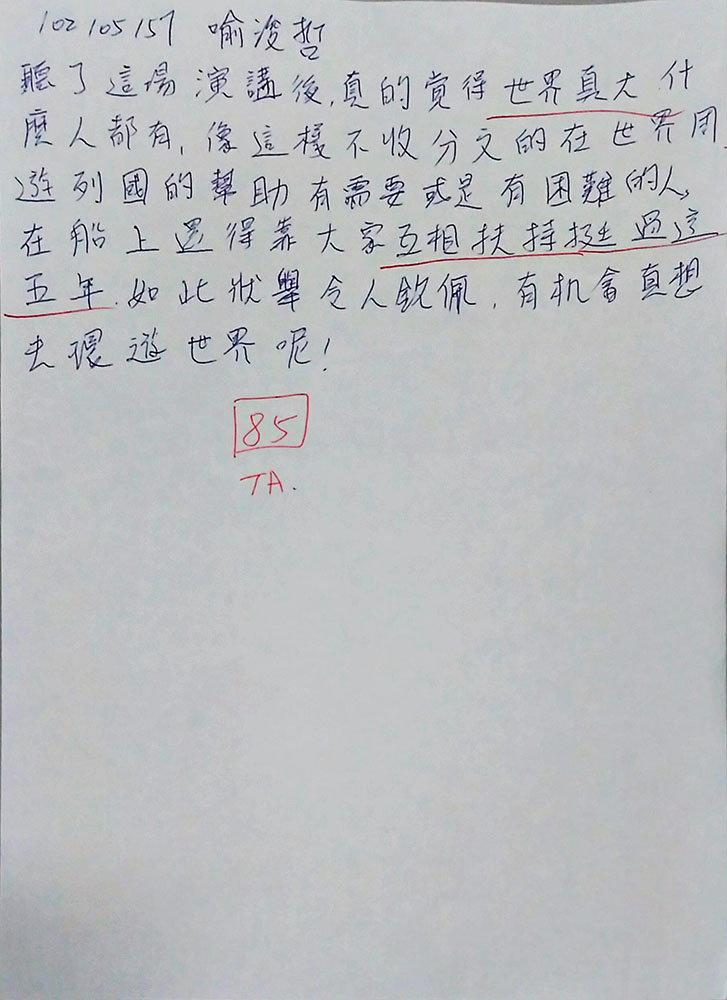 102105157 喻浚哲
聽了這場演講後,真的覚得世界真大.什
麼人都有,像這樣不收分文的在世界周
遊列國的幫助有需要或是有困難的人,
在船上還得靠大家互相扶持挺過這
五年.如此狀舉令人欽佩,有机會真想
去環遊世界呢!
85
TA.